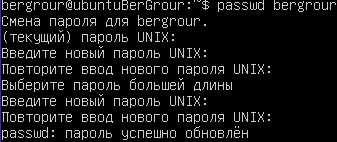 bergrour@ubuntuBerGrour:~$ passwd bergrour
Смена пароля для bergrour.
(текущий) пароль UNIX:
Введите новый пароль UNIX:
Повторите ввод нового пароля UNIX:
Выберите пароль большей длины
Введите новый пароль UNIX:
Повторите ввод нового пароля UNIX:
passwd: пароль успешно обновлён